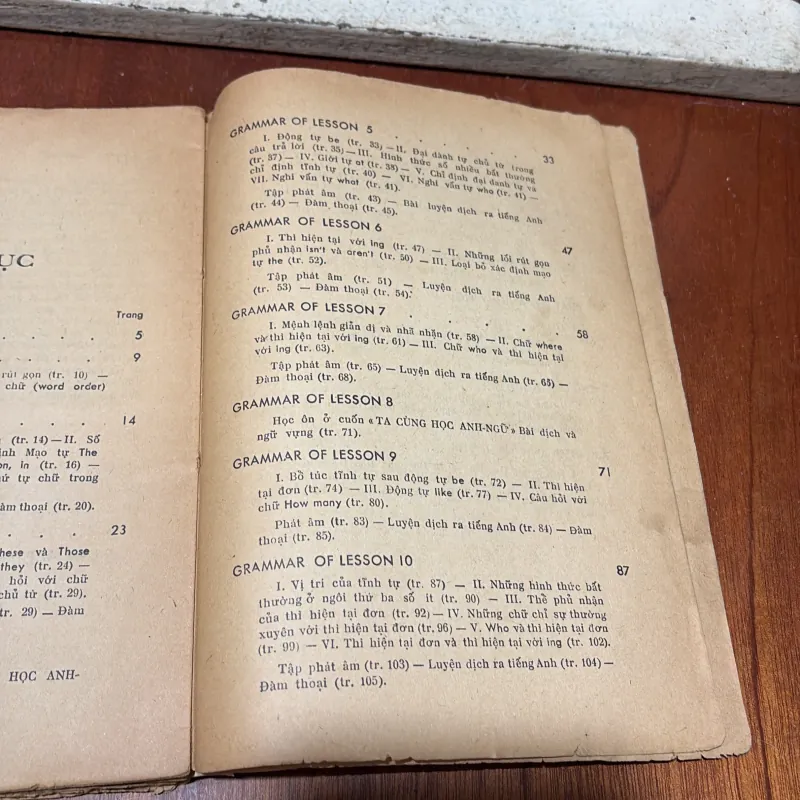 ỤC
Trang
. . . . 5
. . . . 9
rút gọn (tr. 10) —
chữ (word order)
14
(tr. 14) — II. Số
ịnh Mạo tự The
on, in (tr. 16) —
ứ tự chữ trong
àm thoại (tr. 20).
. . . 23
hese và Those
they (tr. 24) —
hỏi với chữ
chủ từ (tr. 29).
tr. 29) — Đàm
HỌC ANH-
GRAMMAR OF LESSON 5 . . . . . 33
I. Động tự be (tr. 33) — II. Đại danh tự chủ từ trong
câu trả lời (tr. 35) — III. Hình thức số nhiều bất thường
(tr. 37) — IV. Giới tự at (tr. 38) — V. Chỉ định đại danh tự và
chỉ định tĩnh tự (tr. 40) — VI. Nghi vấn tự who (tr. 41) —
VII. Nghi vấn tự what (tr. 41).
Tập phát âm (tr. 43) — Bài luyện dịch ra tiếng Anh
(tr. 44) — Đàm thoại (tr. 45).
GRAMMAR OF LESSON 6 47
I. Thì hiện tại với ing (tr. 47) — II. Những lối rút gọn
phủ nhận isn't và aren't (tr. 50) — III. Loại bỏ xác định mạo
tự the (tr. 52).
Tập phát âm (tr. 51) — Luyện dịch ra tiếng Anh
(tr. 53) — Đàm thoại (tr. 54).
GRAMMAR OF LESSON 7 . . . . . 58
I. Mệnh lệnh giản dị và nhã nhặn (tr. 58) — II. Chữ where
và thì hiện tại với ing (tr. 61) — III. Chữ who và thì hiện tại
với ing (tr. 63).
Tập phát âm (tr. 65) — Luyện dịch ra tiếng Anh (tr. 65) —
Đàm thoại (tr. 68).
GRAMMAR OF LESSON 8
Học ôn ở cuốn «TA CÙNG HỌC ANH-NGỮ» Bài dịch và
ngữ vựng (tr. 71).
GRAMMAR OF LESSON 9 71
I. Bổ túc tĩnh tự sau động tự be (tr. 72) — II. Thì hiện
tại đơn (tr. 74) — III. Động tự like (tr. 77) — IV. Câu hỏi với
chữ How many (tr. 80).
Phát âm (tr. 83) — Luyện dịch ra tiếng Anh (tr. 84) — Đàm
thoại (tr. 85).
GRAMMAR OF LESSON 10 87
I. Vị trí của tĩnh tự (tr. 87) — II. Những hình thức bất
thường ở ngôi thứ ba số ít (tr. 90) — III. Thể phủ nhận
của thì hiện tại đơn (tr. 92) — IV. Những chữ chỉ sự thường
xuyên với thì hiện tại đơn (tr. 96) — V. Who và thì hiện tại đơn
(tr. 99) — VI. Thì hiện tại đơn và thì hiện tại với ing (tr. 102).
Tập phát âm (tr. 103) — Luyện dịch ra tiếng Anh (tr. 104) —
Đàm thoại (tr. 105).